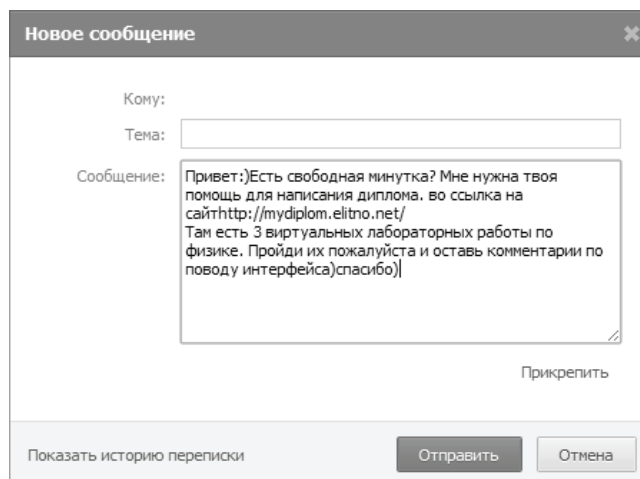 Новое сообщение
Кому:
Тема:
Сообщение:
Привет:)Есть свободная минутка? Мне нужна твоя
помощь для написания диплома. во ссылка на
сайтhttp://mydiplom.elitno.net/
Там есть 3 виртуальных лабораторных работы по
физике. Пройди их пожалуйста и оставь комментарии по
поводу интерфейса)спасибо)
Прикрепить
Показать историю переписки
Отправить
Отмена